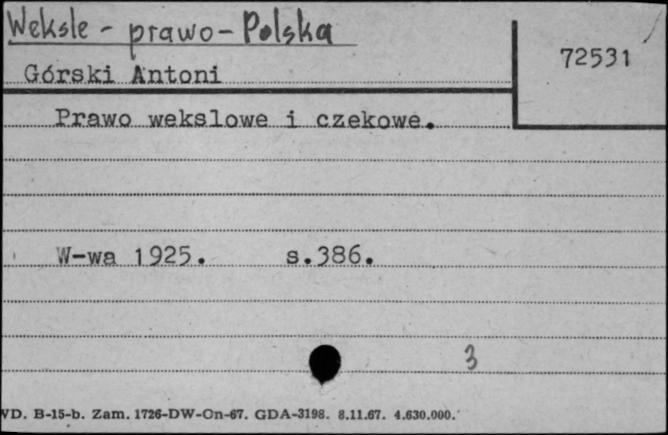 Weksle - prawo - Polska
72531
Górski Antoni
Prawo wekslowe i czekowe.
W-wa 1925. s.386.
3
VD. B-15-b. Zam. 1726-DW-On-67. GDA-3198. 8.11.67. 4.630.000.